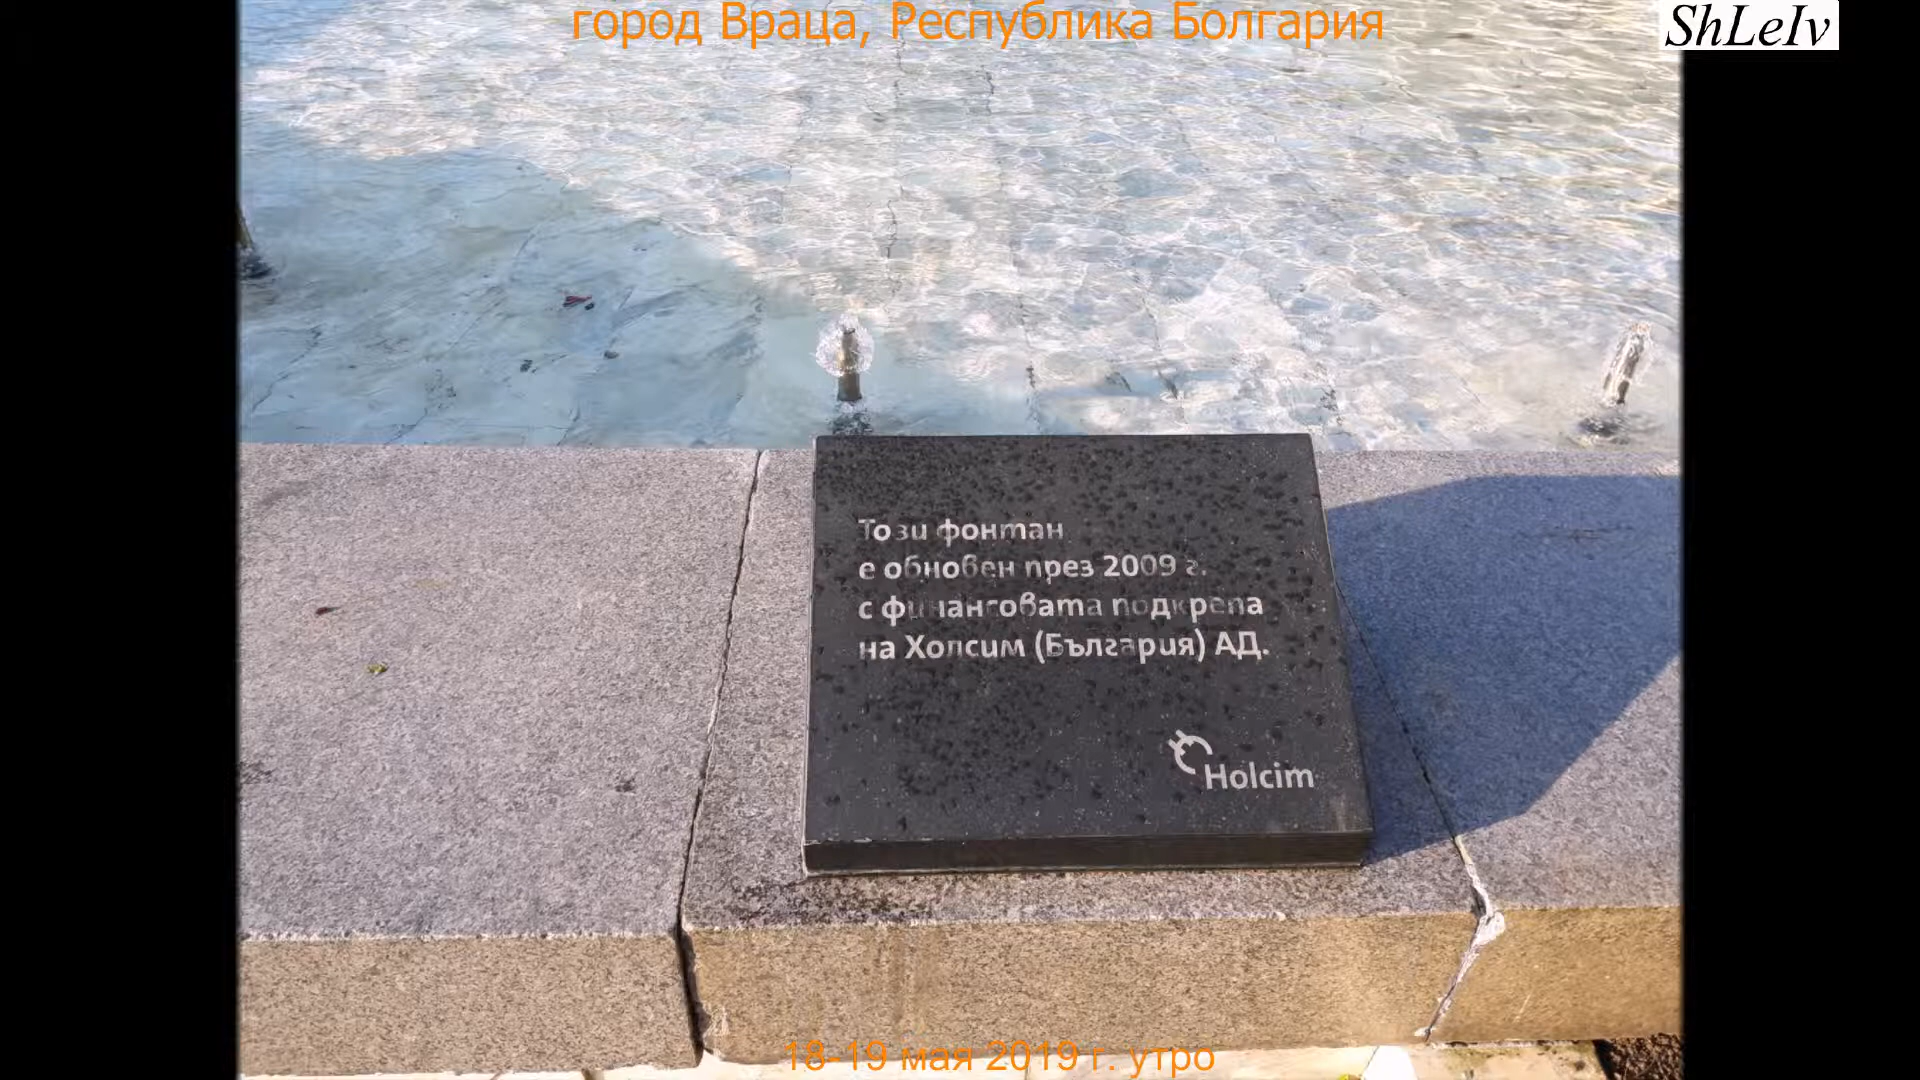 город Враца, Республика Болгария
ShLeIv
Този фонтан
е обновен през 2009 г.
с финансовата подкрепа
на Холсим (България) АД.
Holcim
18-19 мая 2019 г. утро